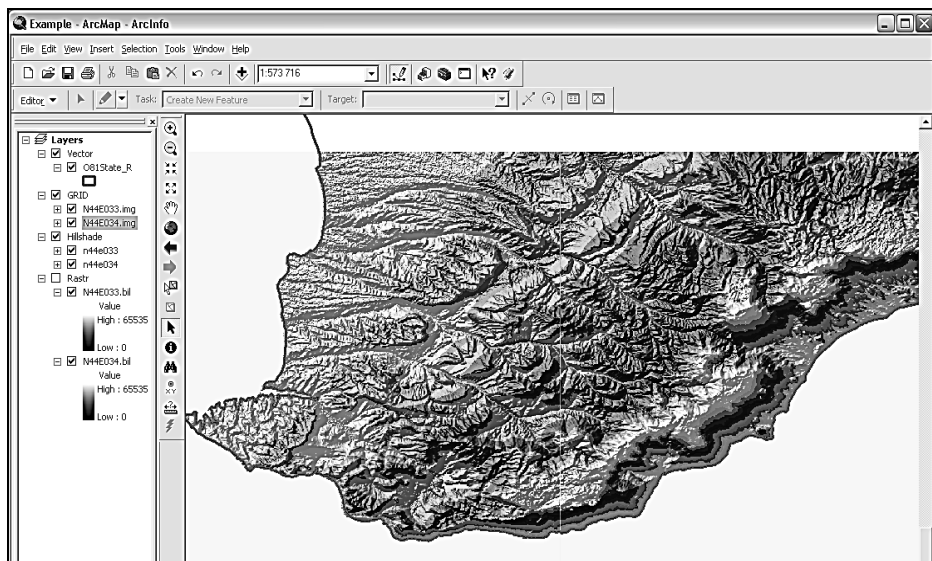 Example - ArcMap - ArcInfo
File Edit View Insert Selection Tools Window Help
1:573 716
Editor Task: Create New Feature Target:
Layers
Vector
O81State_R
GRID
N44E033.img
N44E034.img
Hillshade
n44e033
n44e034
Rastr
N44E033.bil
Value
High : 65535
Low : 0
N44E034.bil
Value
High : 65535
Low : 0
XY